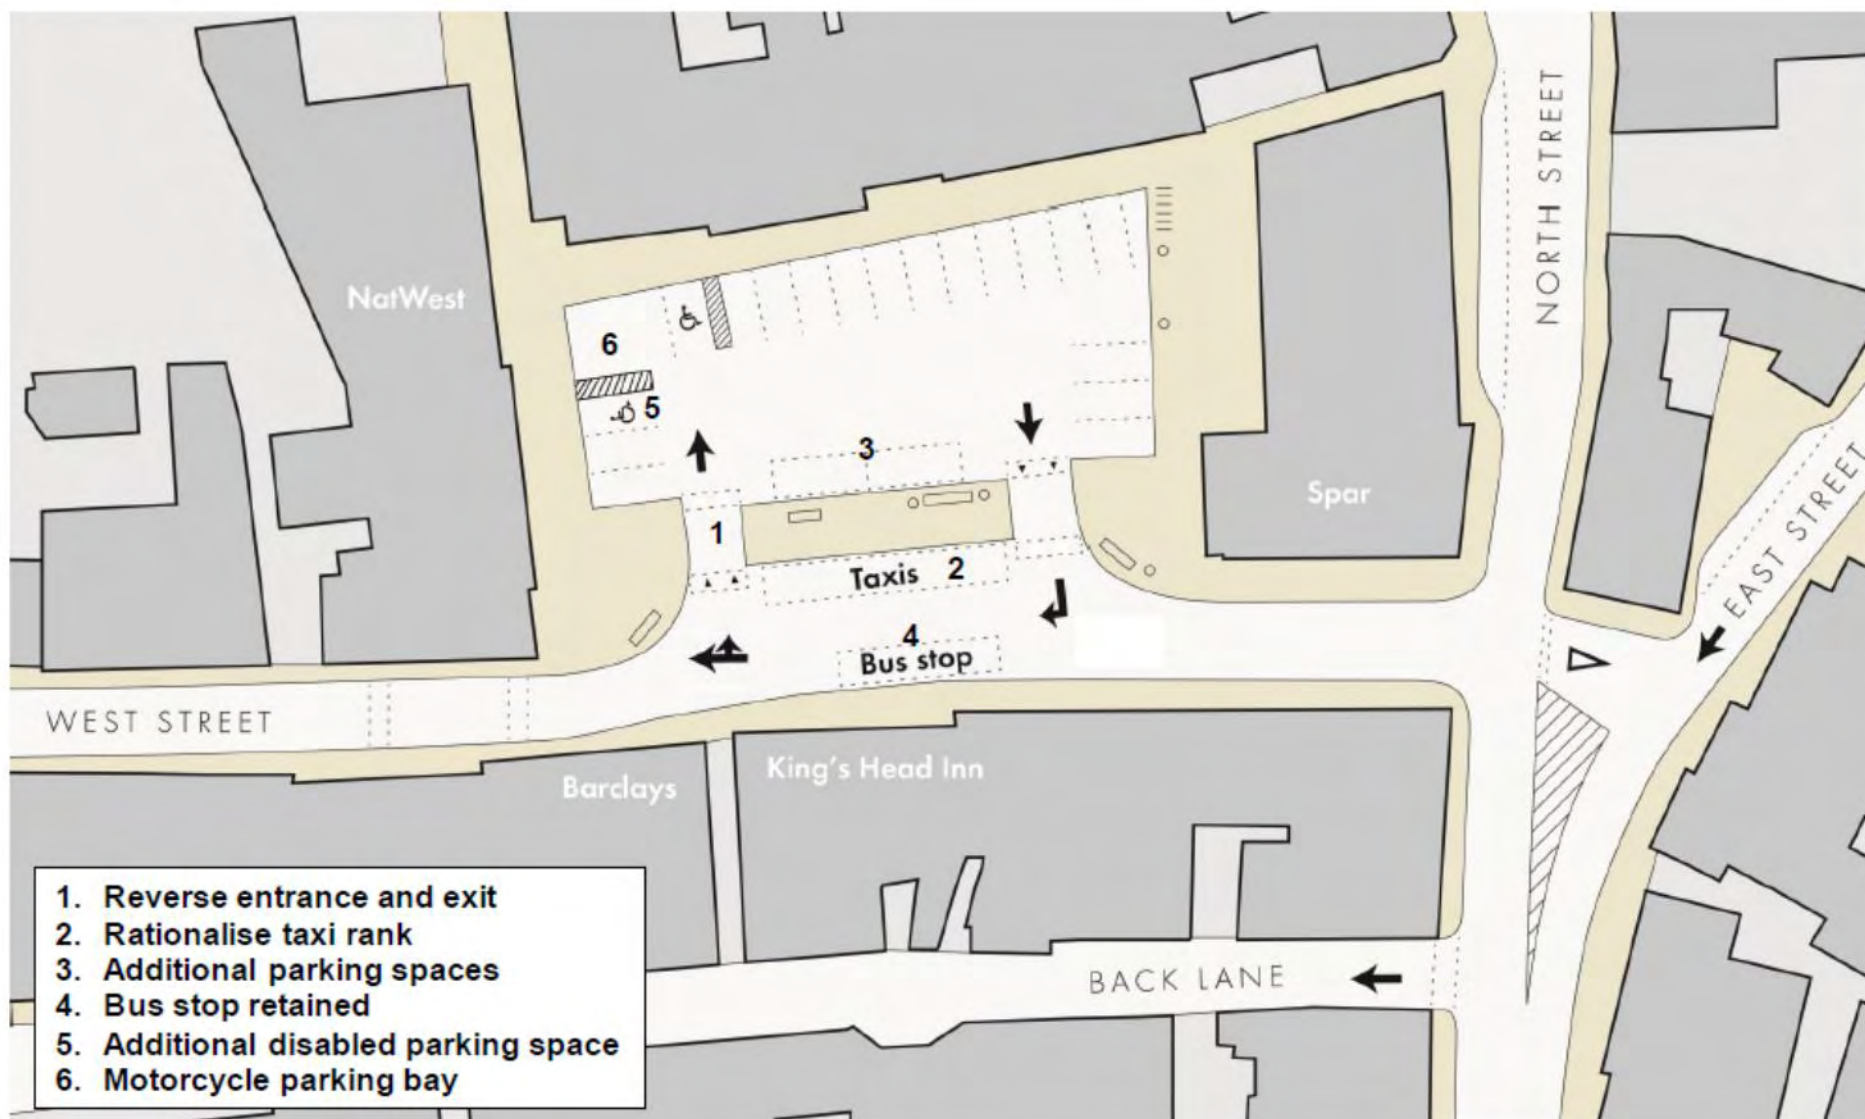 NORTH STREET
NatWest
6
5
3
Spar
1
Taxis 2
EAST STREET
4
Bus stop
WEST STREET
King's Head Inn
Barclays
BACK LANE
1. Reverse entrance and exit
2. Rationalise taxi rank
3. Additional parking spaces
4. Bus stop retained
5. Additional disabled parking space
6. Motorcycle parking bay